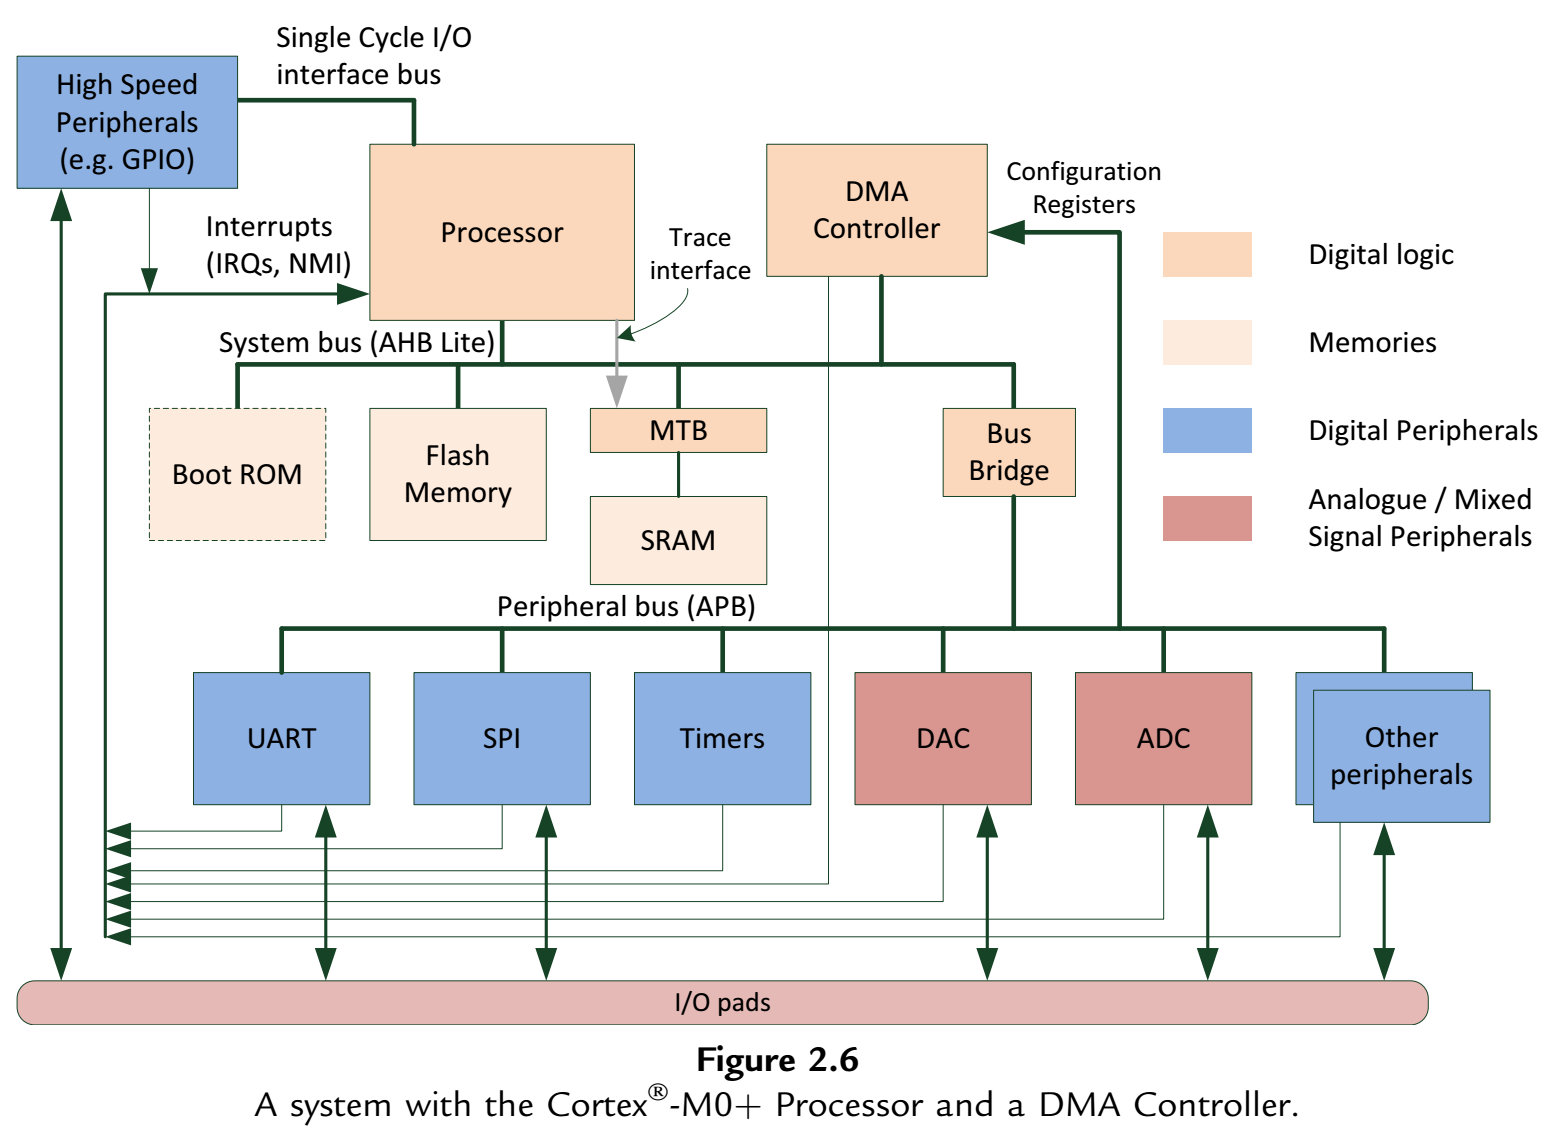 Single Cycle I/O
interface bus
High Speed
Peripherals
(e.g. GPIO)
Interrupts
(IRQs, NMI)
Processor
Trace
interface
DMA
Controller
Configuration
Registers
Digital logic
Memories
Digital Peripherals
Analogue / Mixed
Signal Peripherals
System bus (AHB Lite)
Boot ROM
Flash
Memory
MTB
SRAM
Bus
Bridge
Peripheral bus (APB)
UART
SPI
Timers
DAC
ADC
Other
peripherals
I/O pads
Figure 2.6
A system with the Cortex®-M0+ Processor and a DMA Controller.